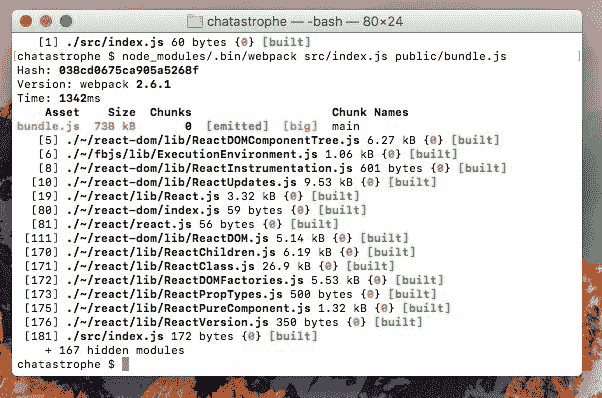 chatastrophe — -bash — 80×24
[1] ./src/index.js 60 bytes {0} [built]
[chatastrophe $ node_modules/.bin/webpack src/index.js public/bundle.js ]
Hash: 038cd0675ca905a5268f
Version: webpack 2.6.1
Time: 1342ms
Asset Size Chunks Chunk Names
bundle.js 738 kB 0 [emitted] [big] main
[5] ./~/react-dom/lib/ReactDOMComponentTree.js 6.27 kB {0} [built]
[6] ./~/fbjs/lib/ExecutionEnvironment.js 1.06 kB {0} [built]
[8] ./~/react-dom/lib/ReactInstrumentation.js 601 bytes {0} [built]
[10] ./~/react-dom/lib/ReactUpdates.js 9.53 kB {0} [built]
[19] ./~/react/lib/React.js 3.32 kB {0} [built]
[80] ./~/react-dom/index.js 59 bytes {0} [built]
[81] ./~/react/react.js 56 bytes {0} [built]
[111] ./~/react-dom/lib/ReactDOM.js 5.14 kB {0} [built]
[170] ./~/react/lib/ReactChildren.js 6.19 kB {0} [built]
[171] ./~/react/lib/ReactClass.js 26.9 kB {0} [built]
[172] ./~/react/lib/ReactDOMFactories.js 5.53 kB {0} [built]
[173] ./~/react/lib/ReactPropTypes.js 500 bytes {0} [built]
[175] ./~/react/lib/ReactPureComponent.js 1.32 kB {0} [built]
[176] ./~/react/lib/ReactVersion.js 350 bytes {0} [built]
[181] ./src/index.js 172 bytes {0} [built]
+ 167 hidden modules
chatastrophe $